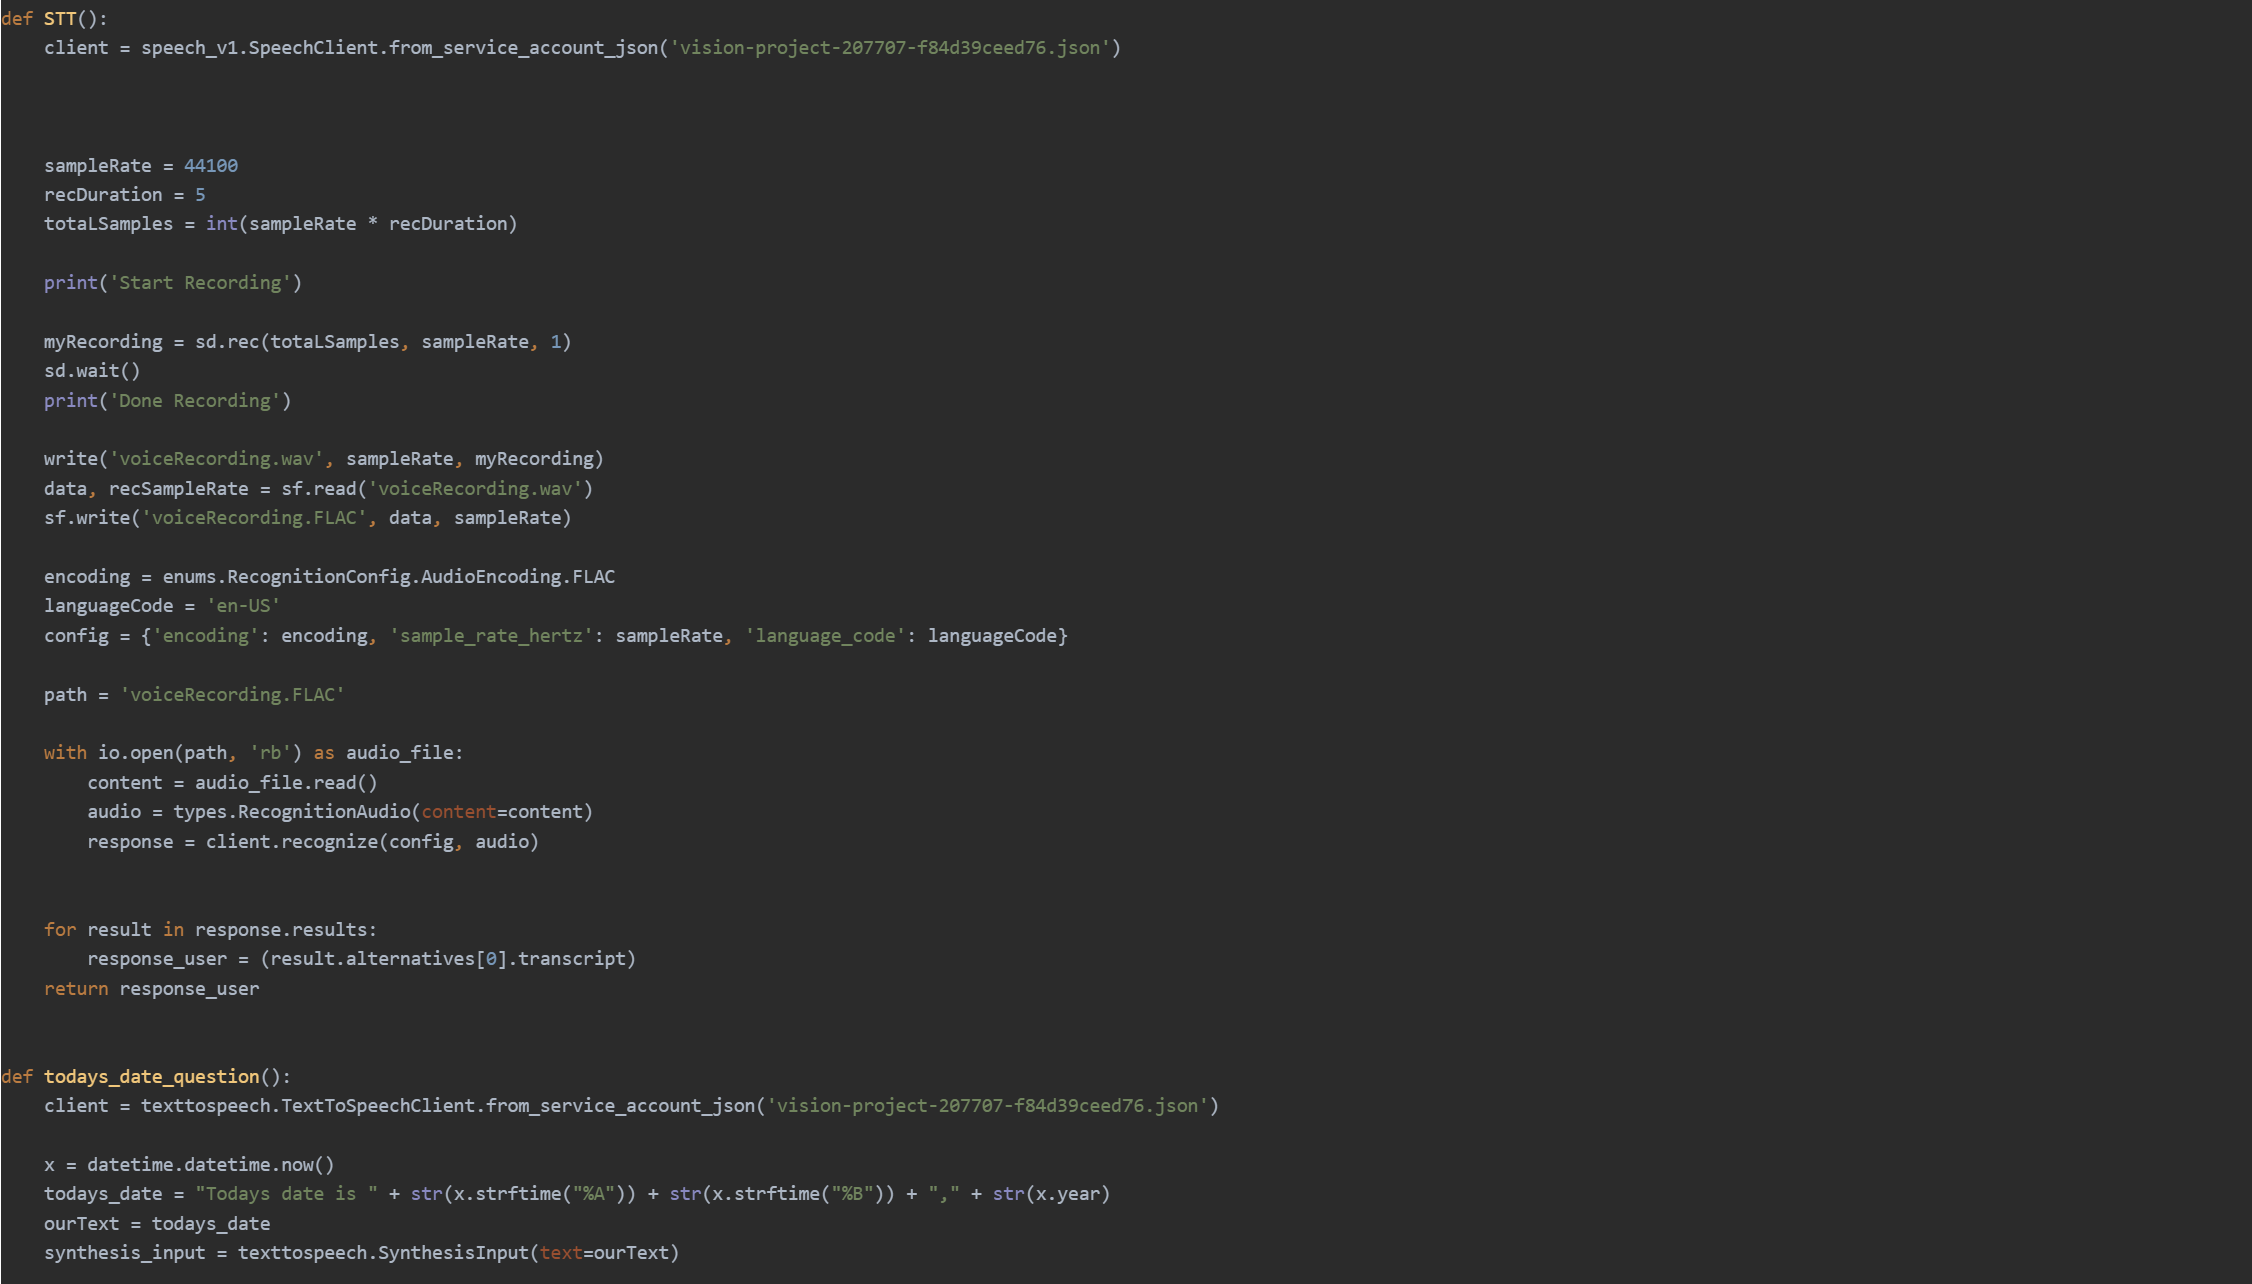 def STT():
    client = speech_v1.SpeechClient.from_service_account_json('vision-project-207707-f84d39ceed76.json')
    sampleRate = 44100
    recDuration = 5
    totaLSamples = int(sampleRate * recDuration)
    print('Start Recording')
    myRecording = sd.rec(totaLSamples, sampleRate, 1)
    sd.wait()
    print('Done Recording')
    write('voiceRecording.wav', sampleRate, myRecording)
    data, recSampleRate = sf.read('voiceRecording.wav')
    sf.write('voiceRecording.FLAC', data, sampleRate)
    encoding = enums.RecognitionConfig.AudioEncoding.FLAC
    languageCode = 'en-US'
    config = {'encoding': encoding, 'sample_rate_hertz': sampleRate, 'language_code': languageCode}
    path = 'voiceRecording.FLAC'
    with io.open(path, 'rb') as audio_file:
        content = audio_file.read()
        audio = types.RecognitionAudio(content=content)
        response = client.recognize(config, audio)
    for result in response.results:
        response_user = (result.alternatives[0].transcript)
    return response_user
def todays_date_question():
    client = texttospeech.TextToSpeechClient.from_service_account_json('vision-project-207707-f84d39ceed76.json')
    x = datetime.datetime.now()
    todays_date = "Todays date is " + str(x.strftime("%A")) + str(x.strftime("%B")) + "," + str(x.year)
    ourText = todays_date
    synthesis_input = texttospeech.SynthesisInput(text=ourText)